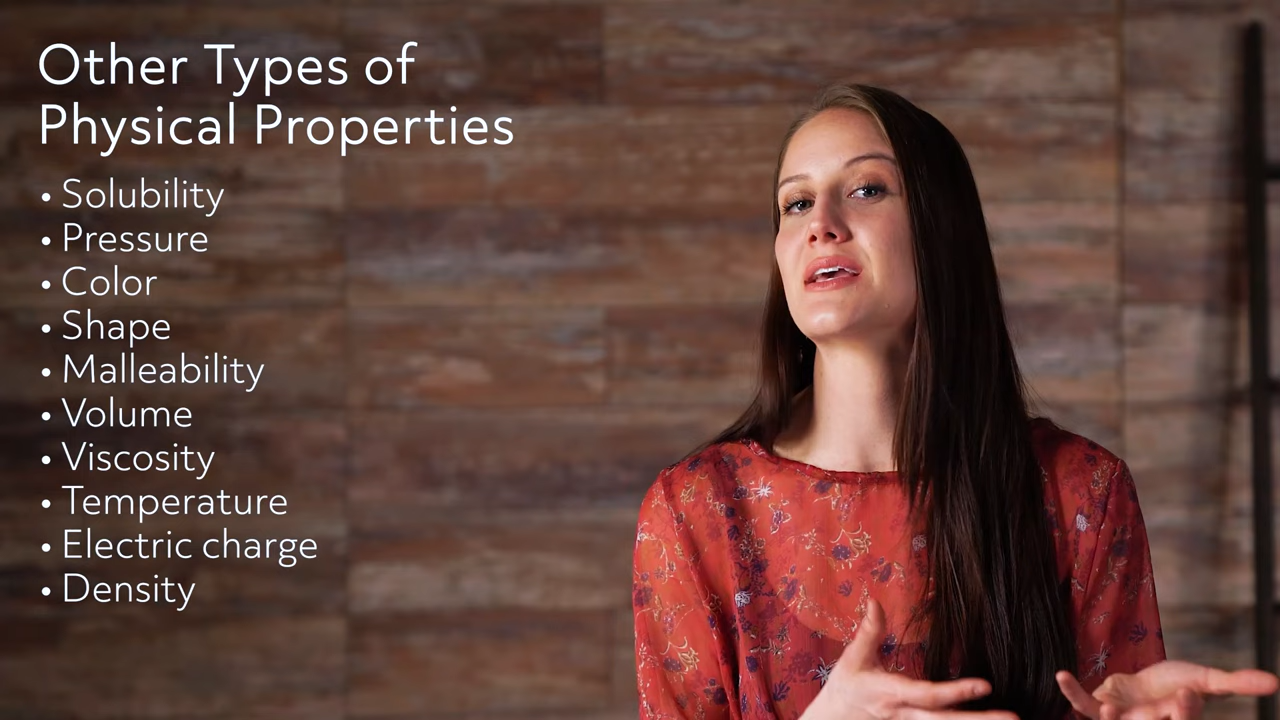 Other Types of
Physical Properties
• Solubility
• Pressure
• Color
• Shape
• Malleability
• Volume
• Viscosity
• Temperature
• Electric charge
• Density